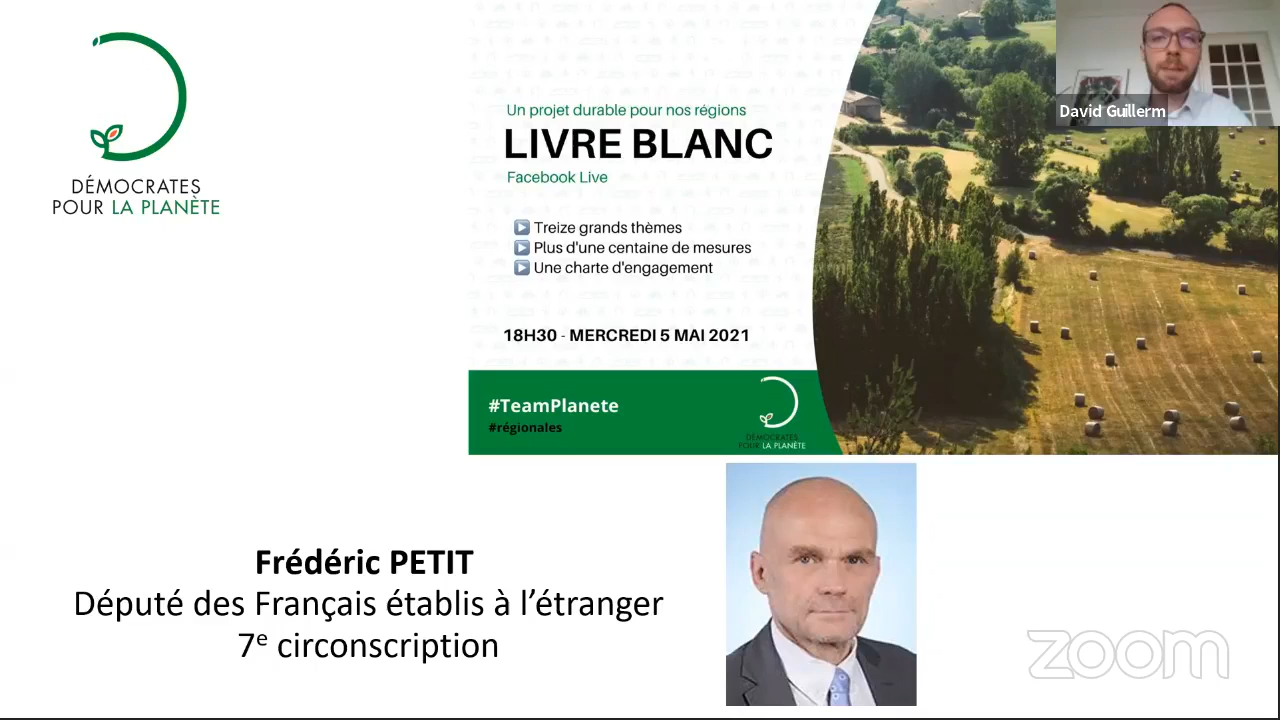 DÉMOCRATES
POUR LA PLANÈTE
Un projet durable pour nos régions
LIVRE BLANC
Facebook Live
Treize grands thèmes
Plus d'une centaine de mesures
Une charte d'engagement
18H30 - MERCREDI 5 MAI 2021
#TeamPlanete
#régionales
DÉMOCRATES
POUR LA PLANÈTE
David Guillerm
Frédéric PETIT
Député des Français établis à l’étranger
7e circonscription
zoom